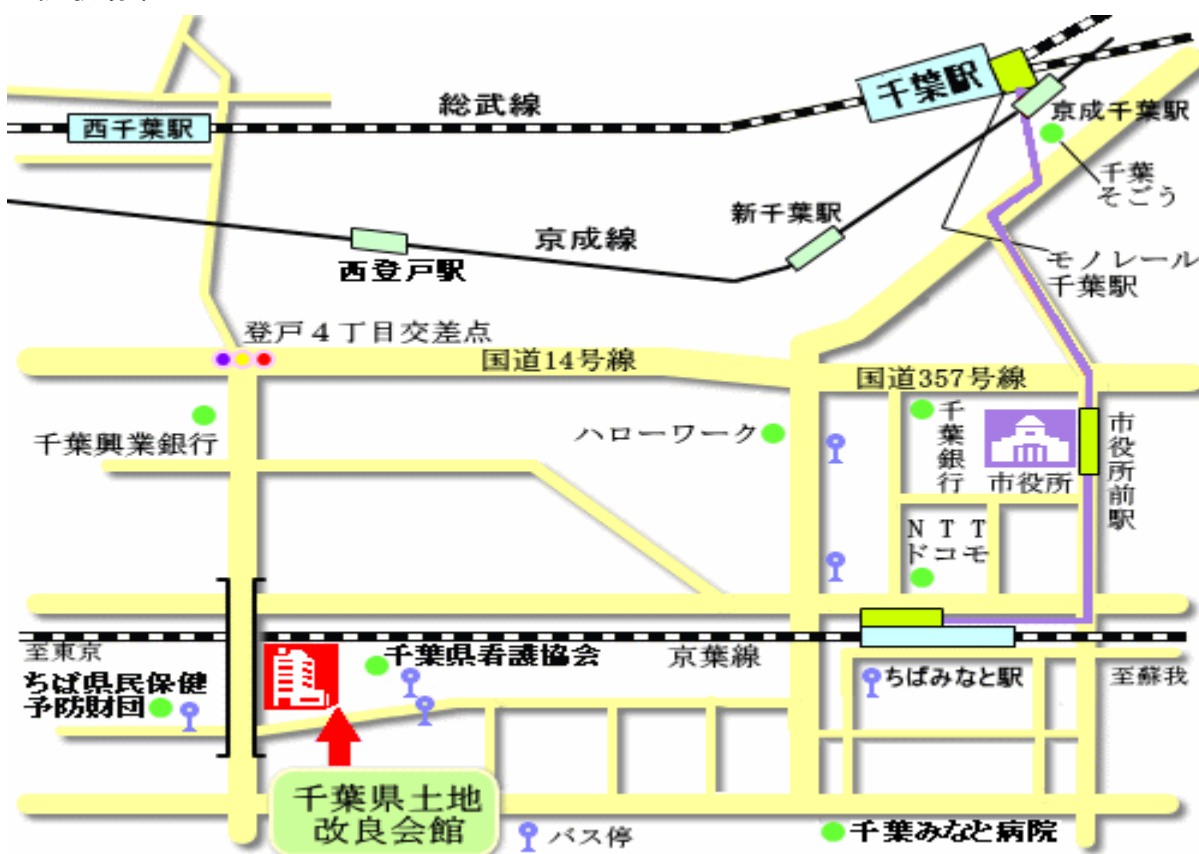 千葉駅
総武線
西千葉駅
京成千葉駅
千葉
そごう
新千葉駅
京成線
西登戸駅
モノレール
千葉駅
登戸4丁目交差点
国道14号線
国道357号線
千葉興業銀行
ハローワーク
千葉銀行
市役所
市役所前駅
NTT
ドコモ
至東京
千葉県看護協会
京葉線
ちばみなと駅
至蘇我
ちば県民保健
予防財団
千葉県土地
改良会館
バス停
千葉みなと病院